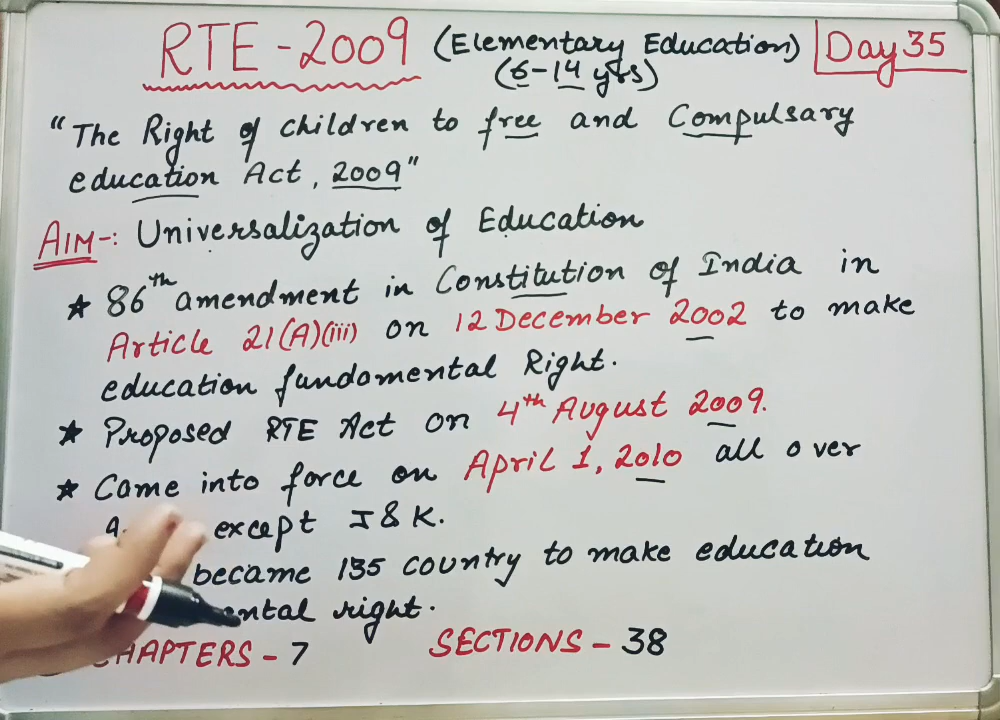 RTE - 2009 (Elementary Education) Day 35
(6-14 yrs)
"The Right of children to free and Compulsary
education Act, 2009"
AIM-: Universalization of Education
★ 86th amendment in Constitution of India in
Article 21(A)(iii) on 12 December 2002 to make
education fundamental Right.
★ Proposed RTE Act on 4th August 2009.
★ Came into force on April 1, 2010 all over
except J & K.
became 135 country to make education
right.
CHAPTERS - 7 SECTIONS - 38